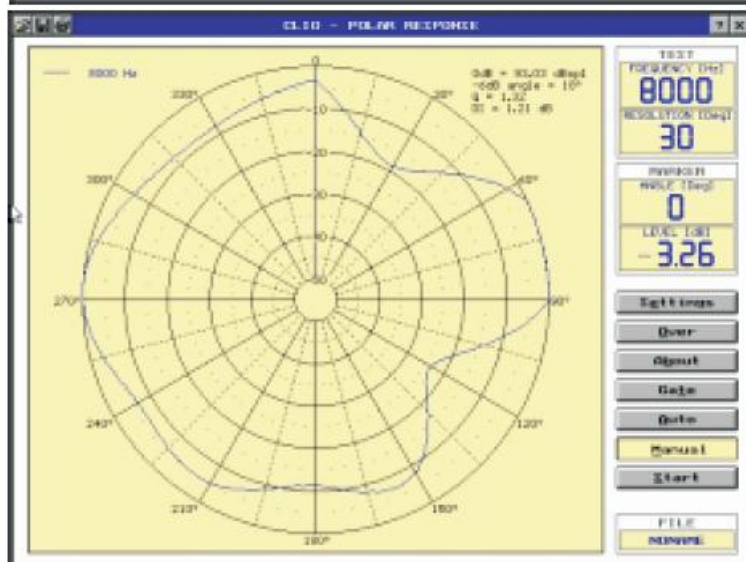 CLIO - POLAR RESPONSE
? x
8000 Hz
0dB = 93.03 dBspl
-6dB angle = 10°
Q = 1.32
DI = 1.21 dB
0
330°
30°
300°
60°
270°
90°
240°
120°
210°
150°
180°
-10
-20
-30
-40
-50
TEST
FREQUENCY [Hz]
8000
RESOLUTION [Deg]
30
MARKER
ANGLE [Deg]
0
LEVEL [dB]
-3.26
Settings
Over
About
Gate
Auto
Manual
Start
FILE
NONAME